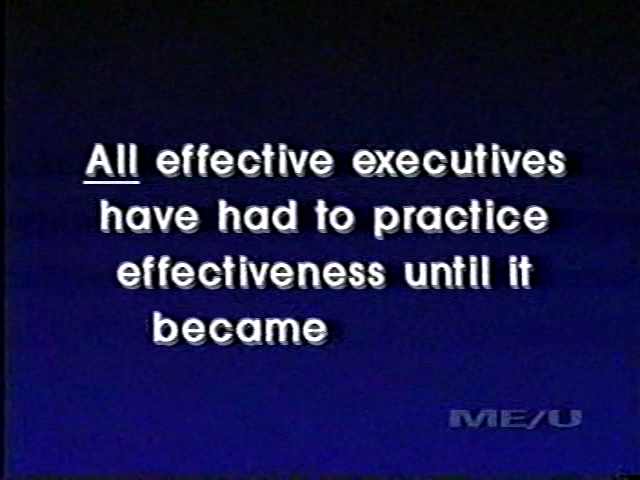 All effective executives
have had to practice
effectiveness until it
became
ME/U